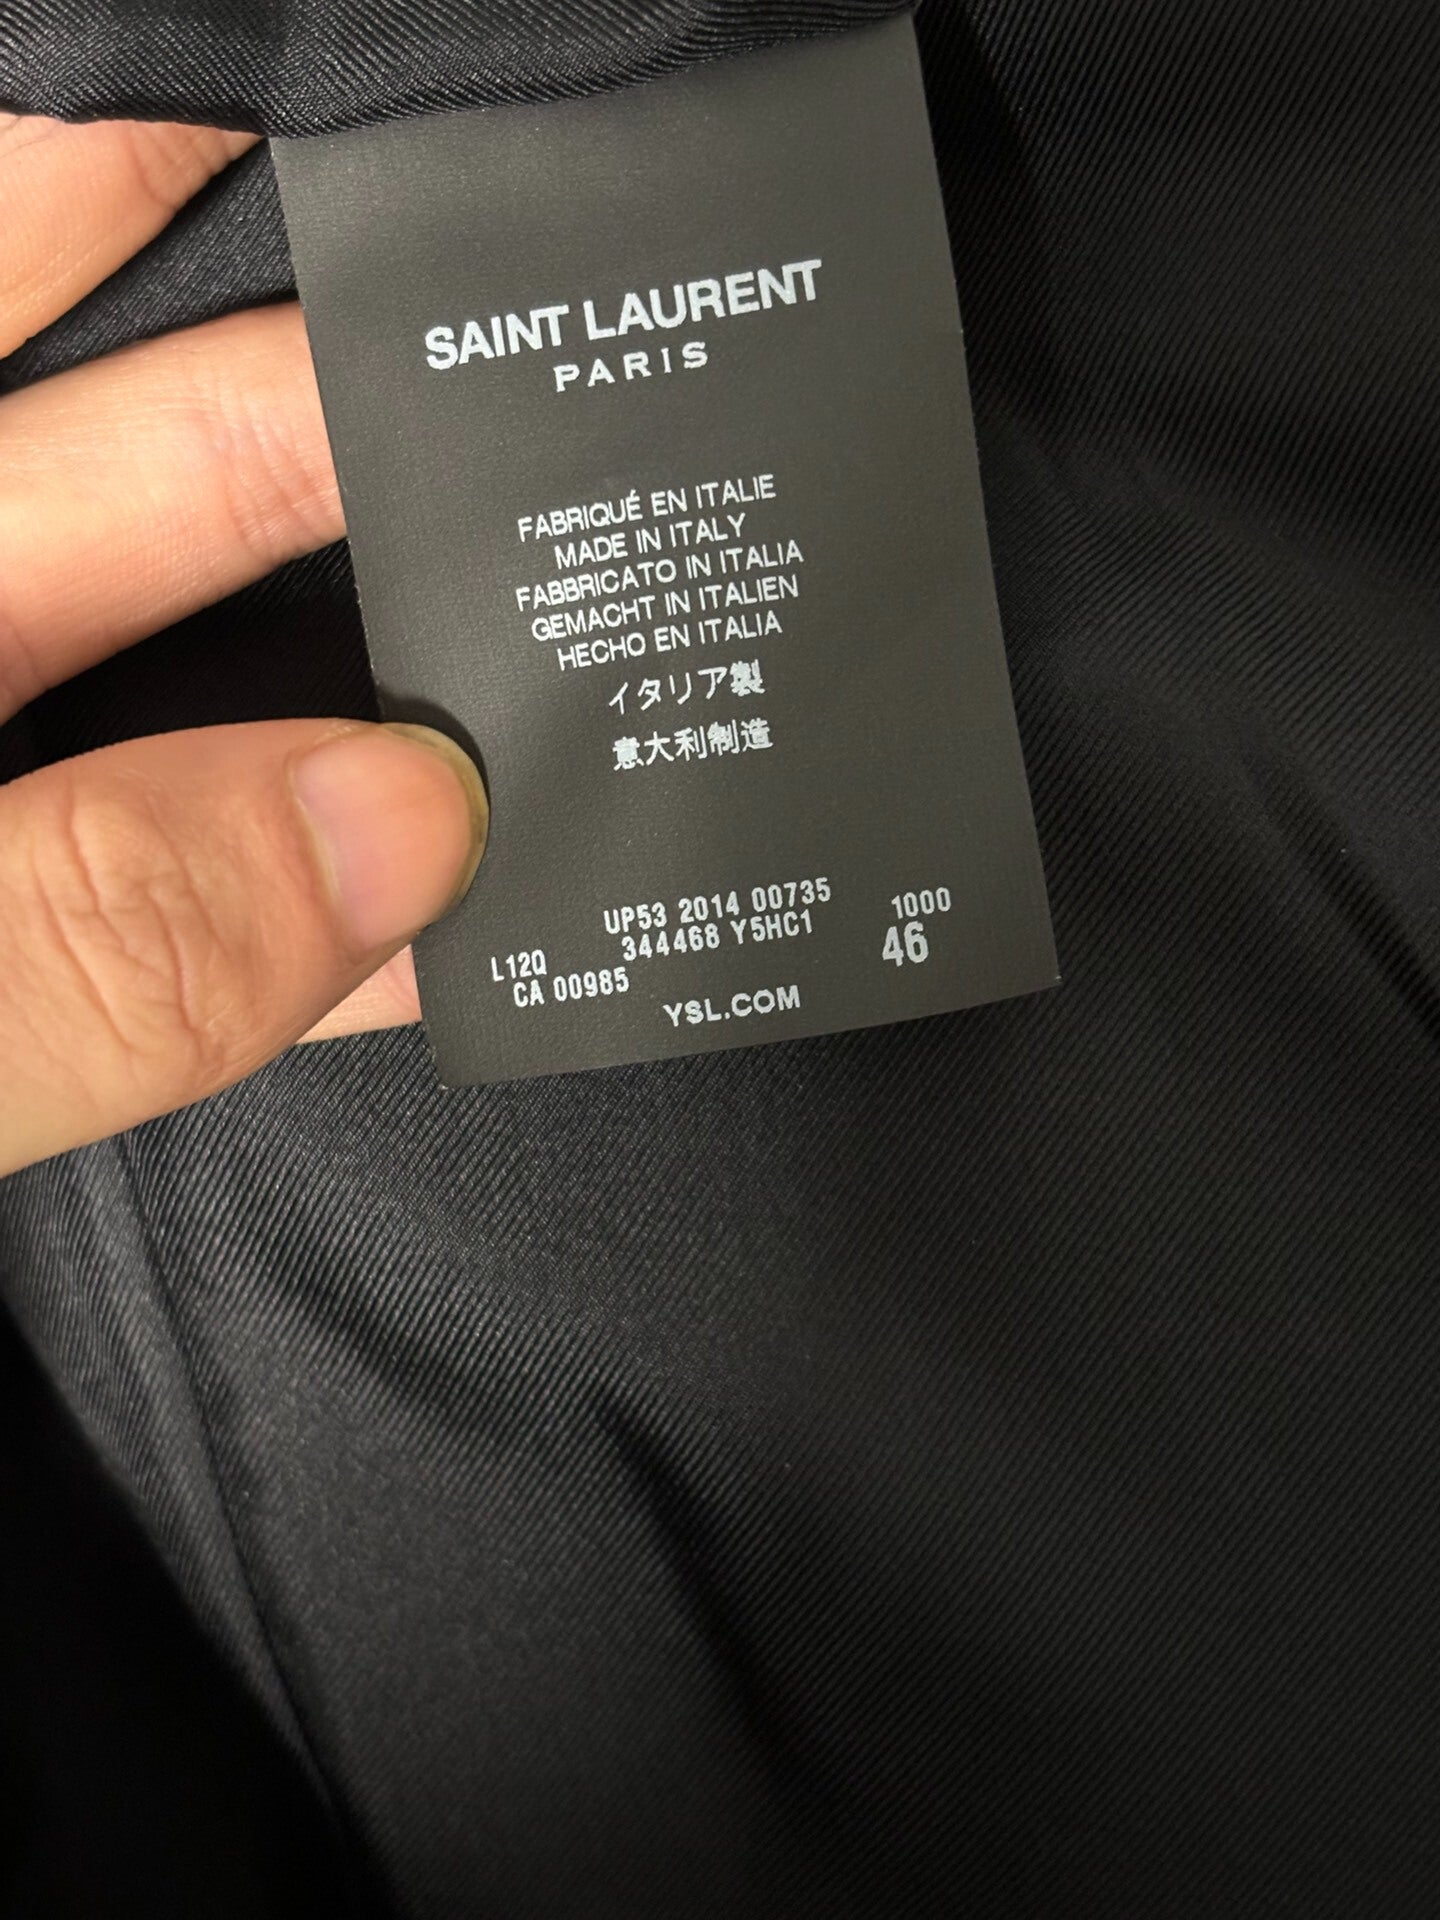 SAINT LAURENT
PARIS
FABRIQUÉ EN ITALIE
MADE IN ITALY
FABBRICATO IN ITALIA
GEMACHT IN ITALIEN
HECHO EN ITALIA
イタリア製
意大利制造
UP53 2014 00735 1000
L12Q 344468 Y5HC1 46
CA 00985
YSL.COM